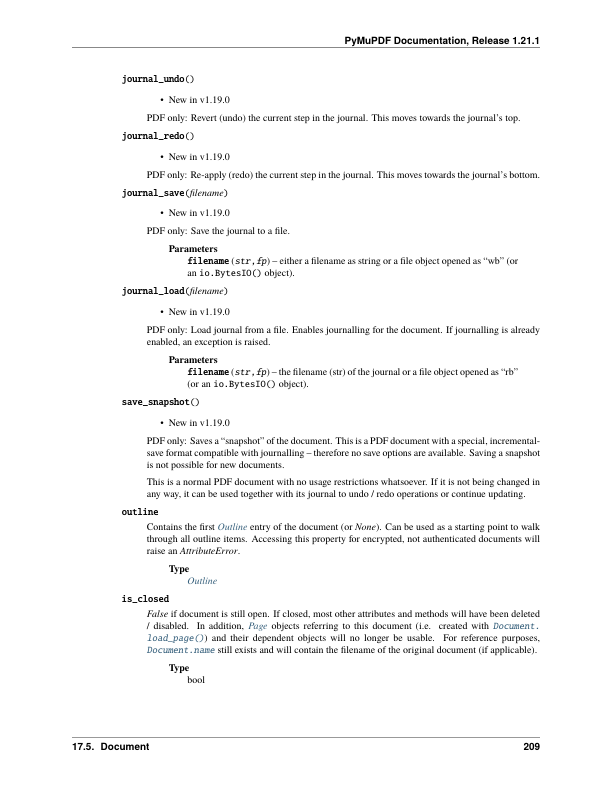 PyMuPDF Documentation, Release 1.21.1
journal_undo()
• New in v1.19.0
PDF only: Revert (undo) the current step in the journal. This moves towards the journal's top.
journal_redo()
• New in v1.19.0
PDF only: Re-apply (redo) the current step in the journal. This moves towards the journal's bottom.
journal_save(filename)
• New in v1.19.0
PDF only: Save the journal to a file.
Parameters
filename (str,fp) – either a filename as string or a file object opened as “wb” (or
an io.BytesIO() object).
journal_load(filename)
• New in v1.19.0
PDF only: Load journal from a file. Enables journalling for the document. If journalling is already
enabled, an exception is raised.
Parameters
filename (str,fp) – the filename (str) of the journal or a file object opened as “rb”
(or an io.BytesIO() object).
save_snapshot()
• New in v1.19.0
PDF only: Saves a “snapshot” of the document. This is a PDF document with a special, incremental-
save format compatible with journalling – therefore no save options are available. Saving a snapshot
is not possible for new documents.
This is a normal PDF document with no usage restrictions whatsoever. If it is not being changed in
any way, it can be used together with its journal to undo / redo operations or continue updating.
outline
Contains the first Outline entry of the document (or None). Can be used as a starting point to walk
through all outline items. Accessing this property for encrypted, not authenticated documents will
raise an AttributeError.
Type
Outline
is_closed
False if document is still open. If closed, most other attributes and methods will have been deleted
/ disabled. In addition, Page objects referring to this document (i.e. created with Document.
load_page()) and their dependent objects will no longer be usable. For reference purposes,
Document.name still exists and will contain the filename of the original document (if applicable).
Type
bool
17.5. Document
209